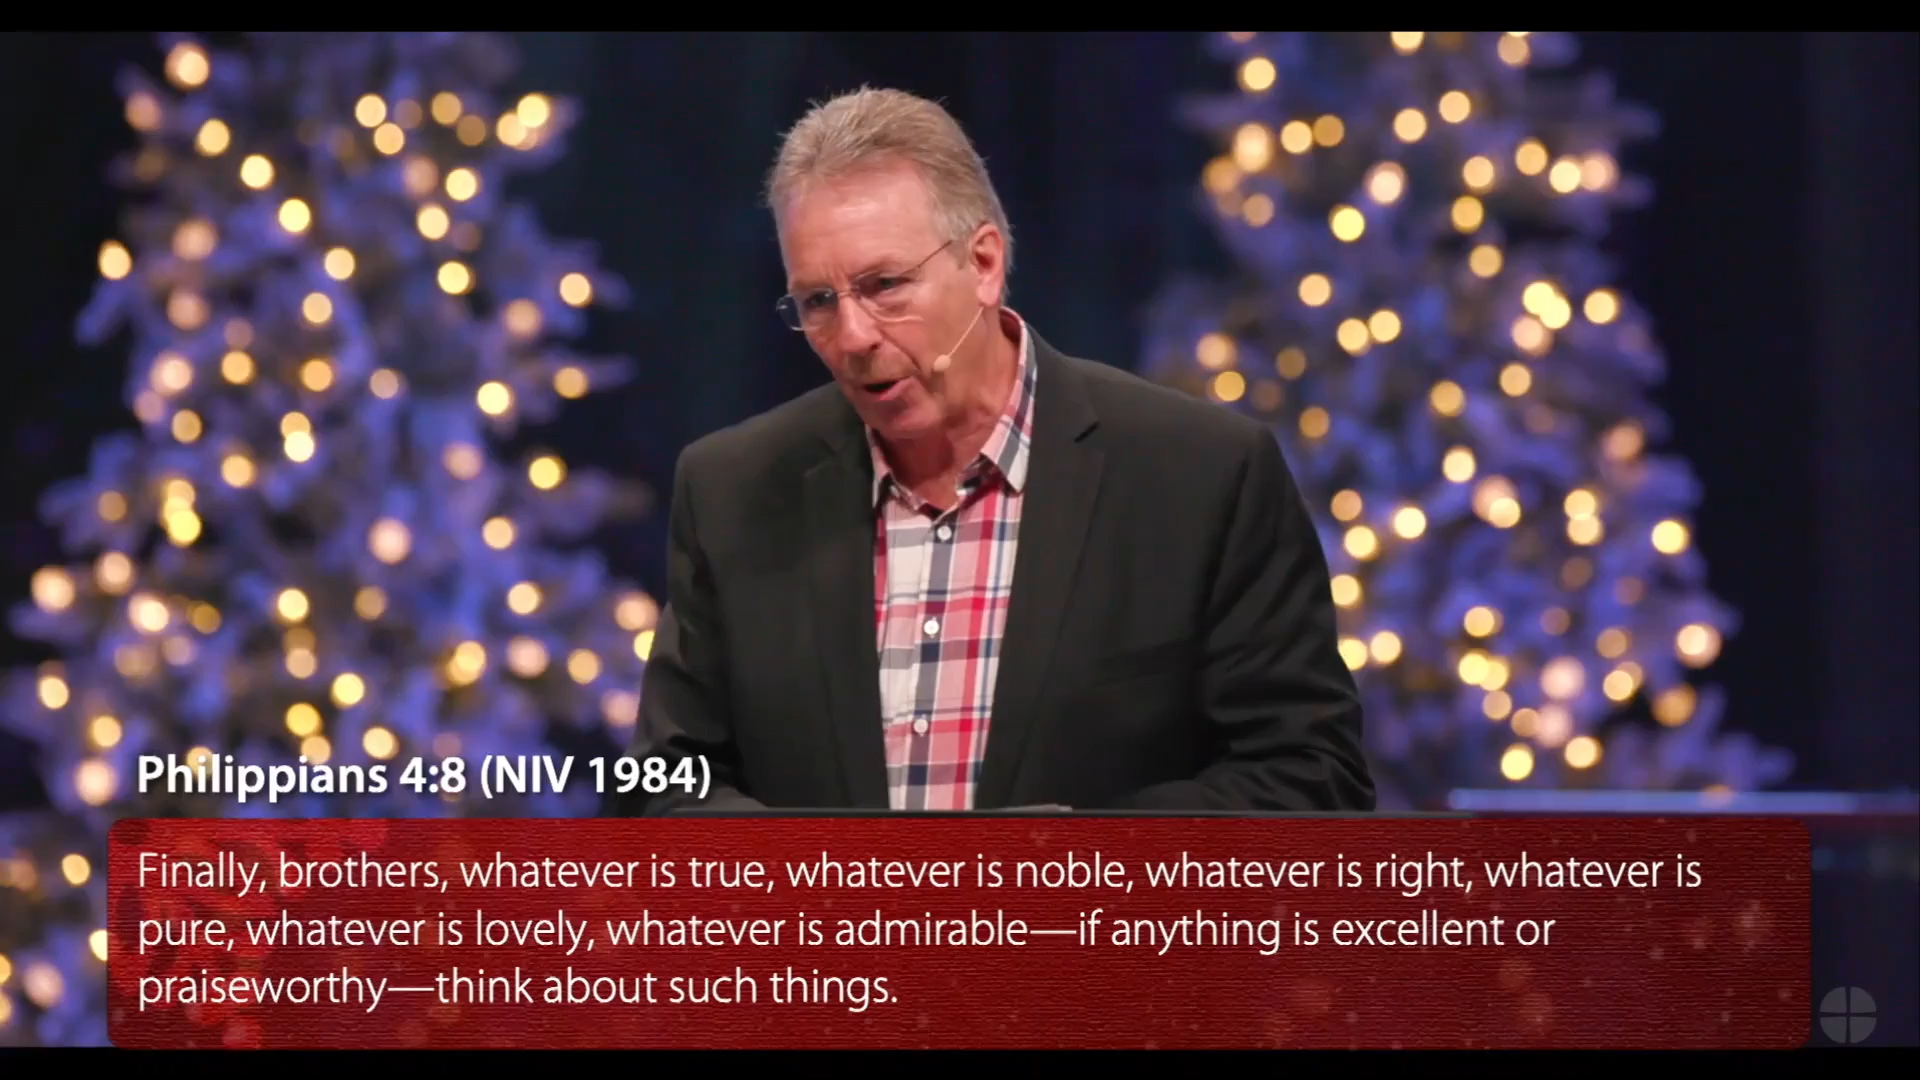 Philippians 4:8 (NIV 1984)
Finally, brothers, whatever is true, whatever is noble, whatever is right, whatever is
pure, whatever is lovely, whatever is admirable—if anything is excellent or
praiseworthy—think about such things.